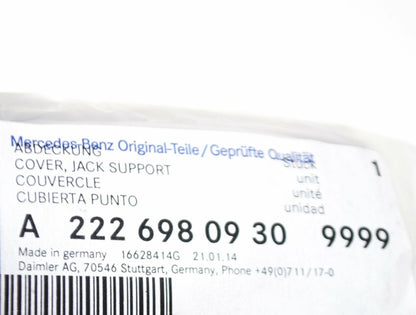 Mercedes-Benz Original-Teile / Geprüfte Qualität
ABDECKUNG Stück 1
COVER, JACK SUPPORT unit
COUVERCLE unité
CUBIERTA PUNTO unidad
A 222 698 09 30 9999
Made in germany 16628414G 21.01.14
Daimler AG, 70546 Stuttgart, Germany, Phone +49(0)711/17-0